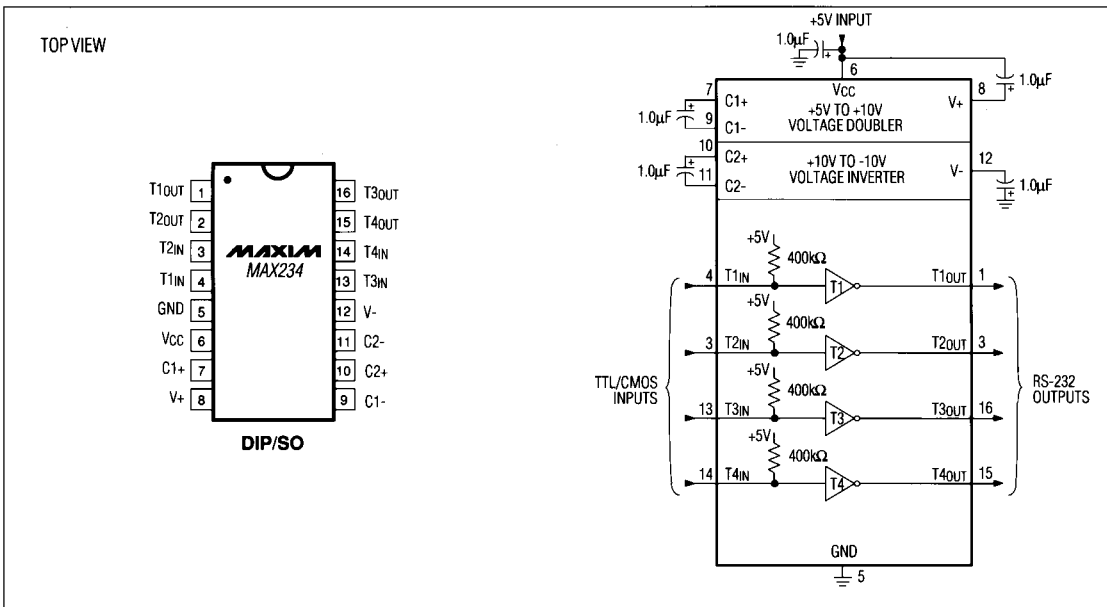 TOP VIEW
T1OUT 1 16 T3OUT
T2OUT 2 15 T4OUT
T2IN 3 14 T4IN
T1IN 4 13 T3IN
GND 5 12 V-
VCC 6 11 C2-
C1+ 7 10 C2+
V+ 8 9 C1-
MAXIM
MAX234
DIP/SO
+5V INPUT
1.0µF
6
VCC
7 C1+
1.0µF
9 C1-
+5V TO +10V
VOLTAGE DOUBLER
V+ 8
1.0µF
10 C2+
1.0µF
11 C2-
+10V TO -10V
VOLTAGE INVERTER
V- 12
1.0µF
+5V
400kΩ
4 T1IN T1 T1OUT 1
+5V
400kΩ
3 T2IN T2 T2OUT 3
+5V
400kΩ
13 T3IN T3 T3OUT 16
+5V
400kΩ
14 T4IN T4 T4OUT 15
TTL/CMOS
INPUTS
RS-232
OUTPUTS
GND
5